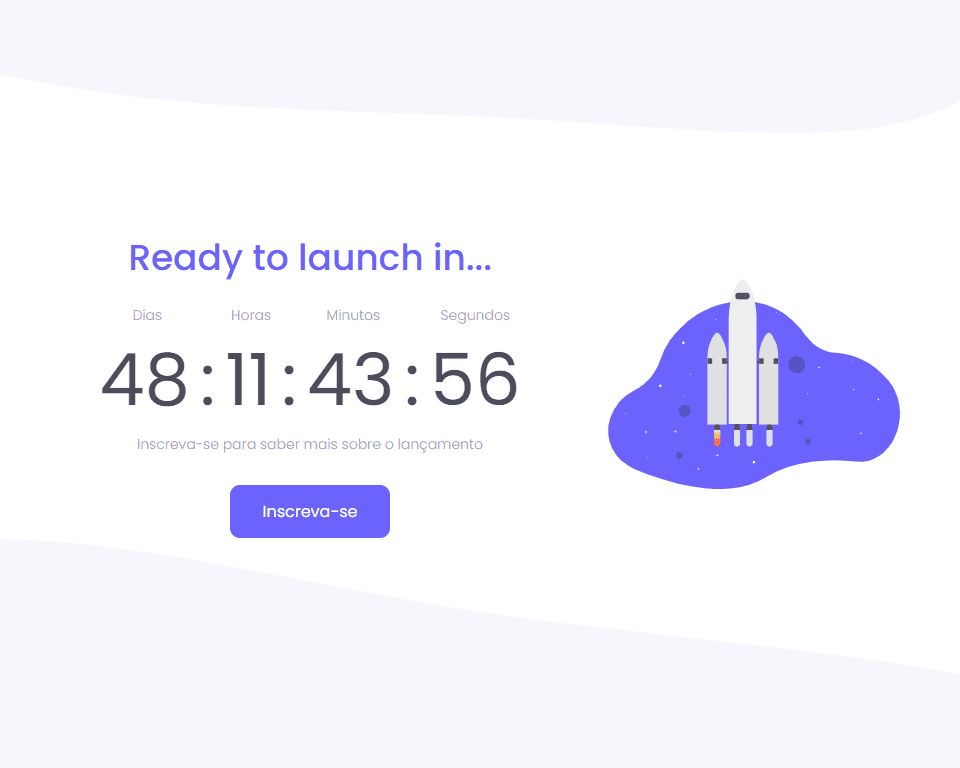 Ready to launch in...
Dias Horas Minutos Segundos
48 : 11 : 43 : 56
Inscreva-se para saber mais sobre o lançamento
Inscreva-se